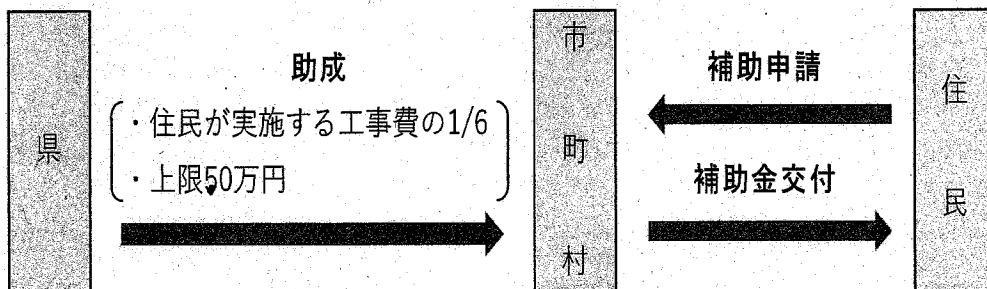 県
助成
・住民が実施する工事費の1/6
・上限50万円
市町村
補助申請
補助金交付
住民